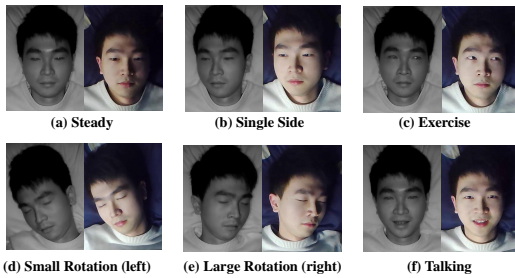 (a) Steady
(b) Single Side
(c) Exercise
(d) Small Rotation (left)
(e) Large Rotation (right)
(f) Talking